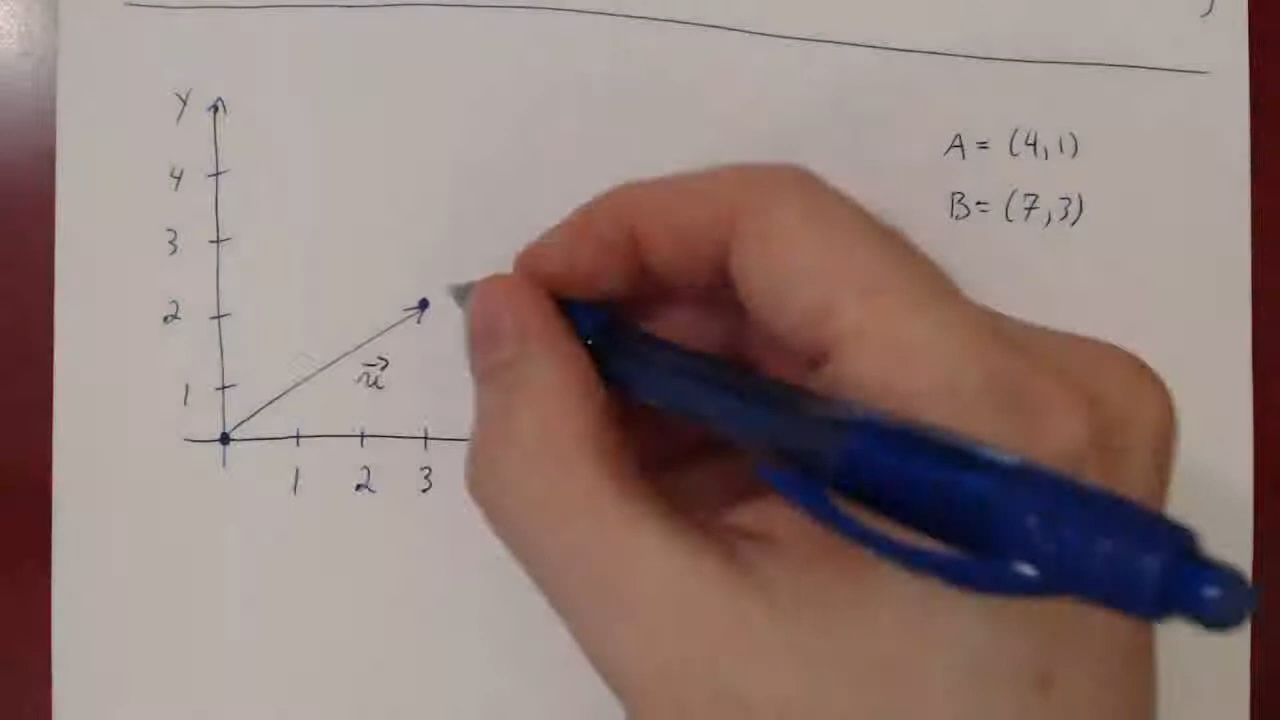 A = (4,1)
B = (7,3)
y
4
3
2
1
u
1 2 3